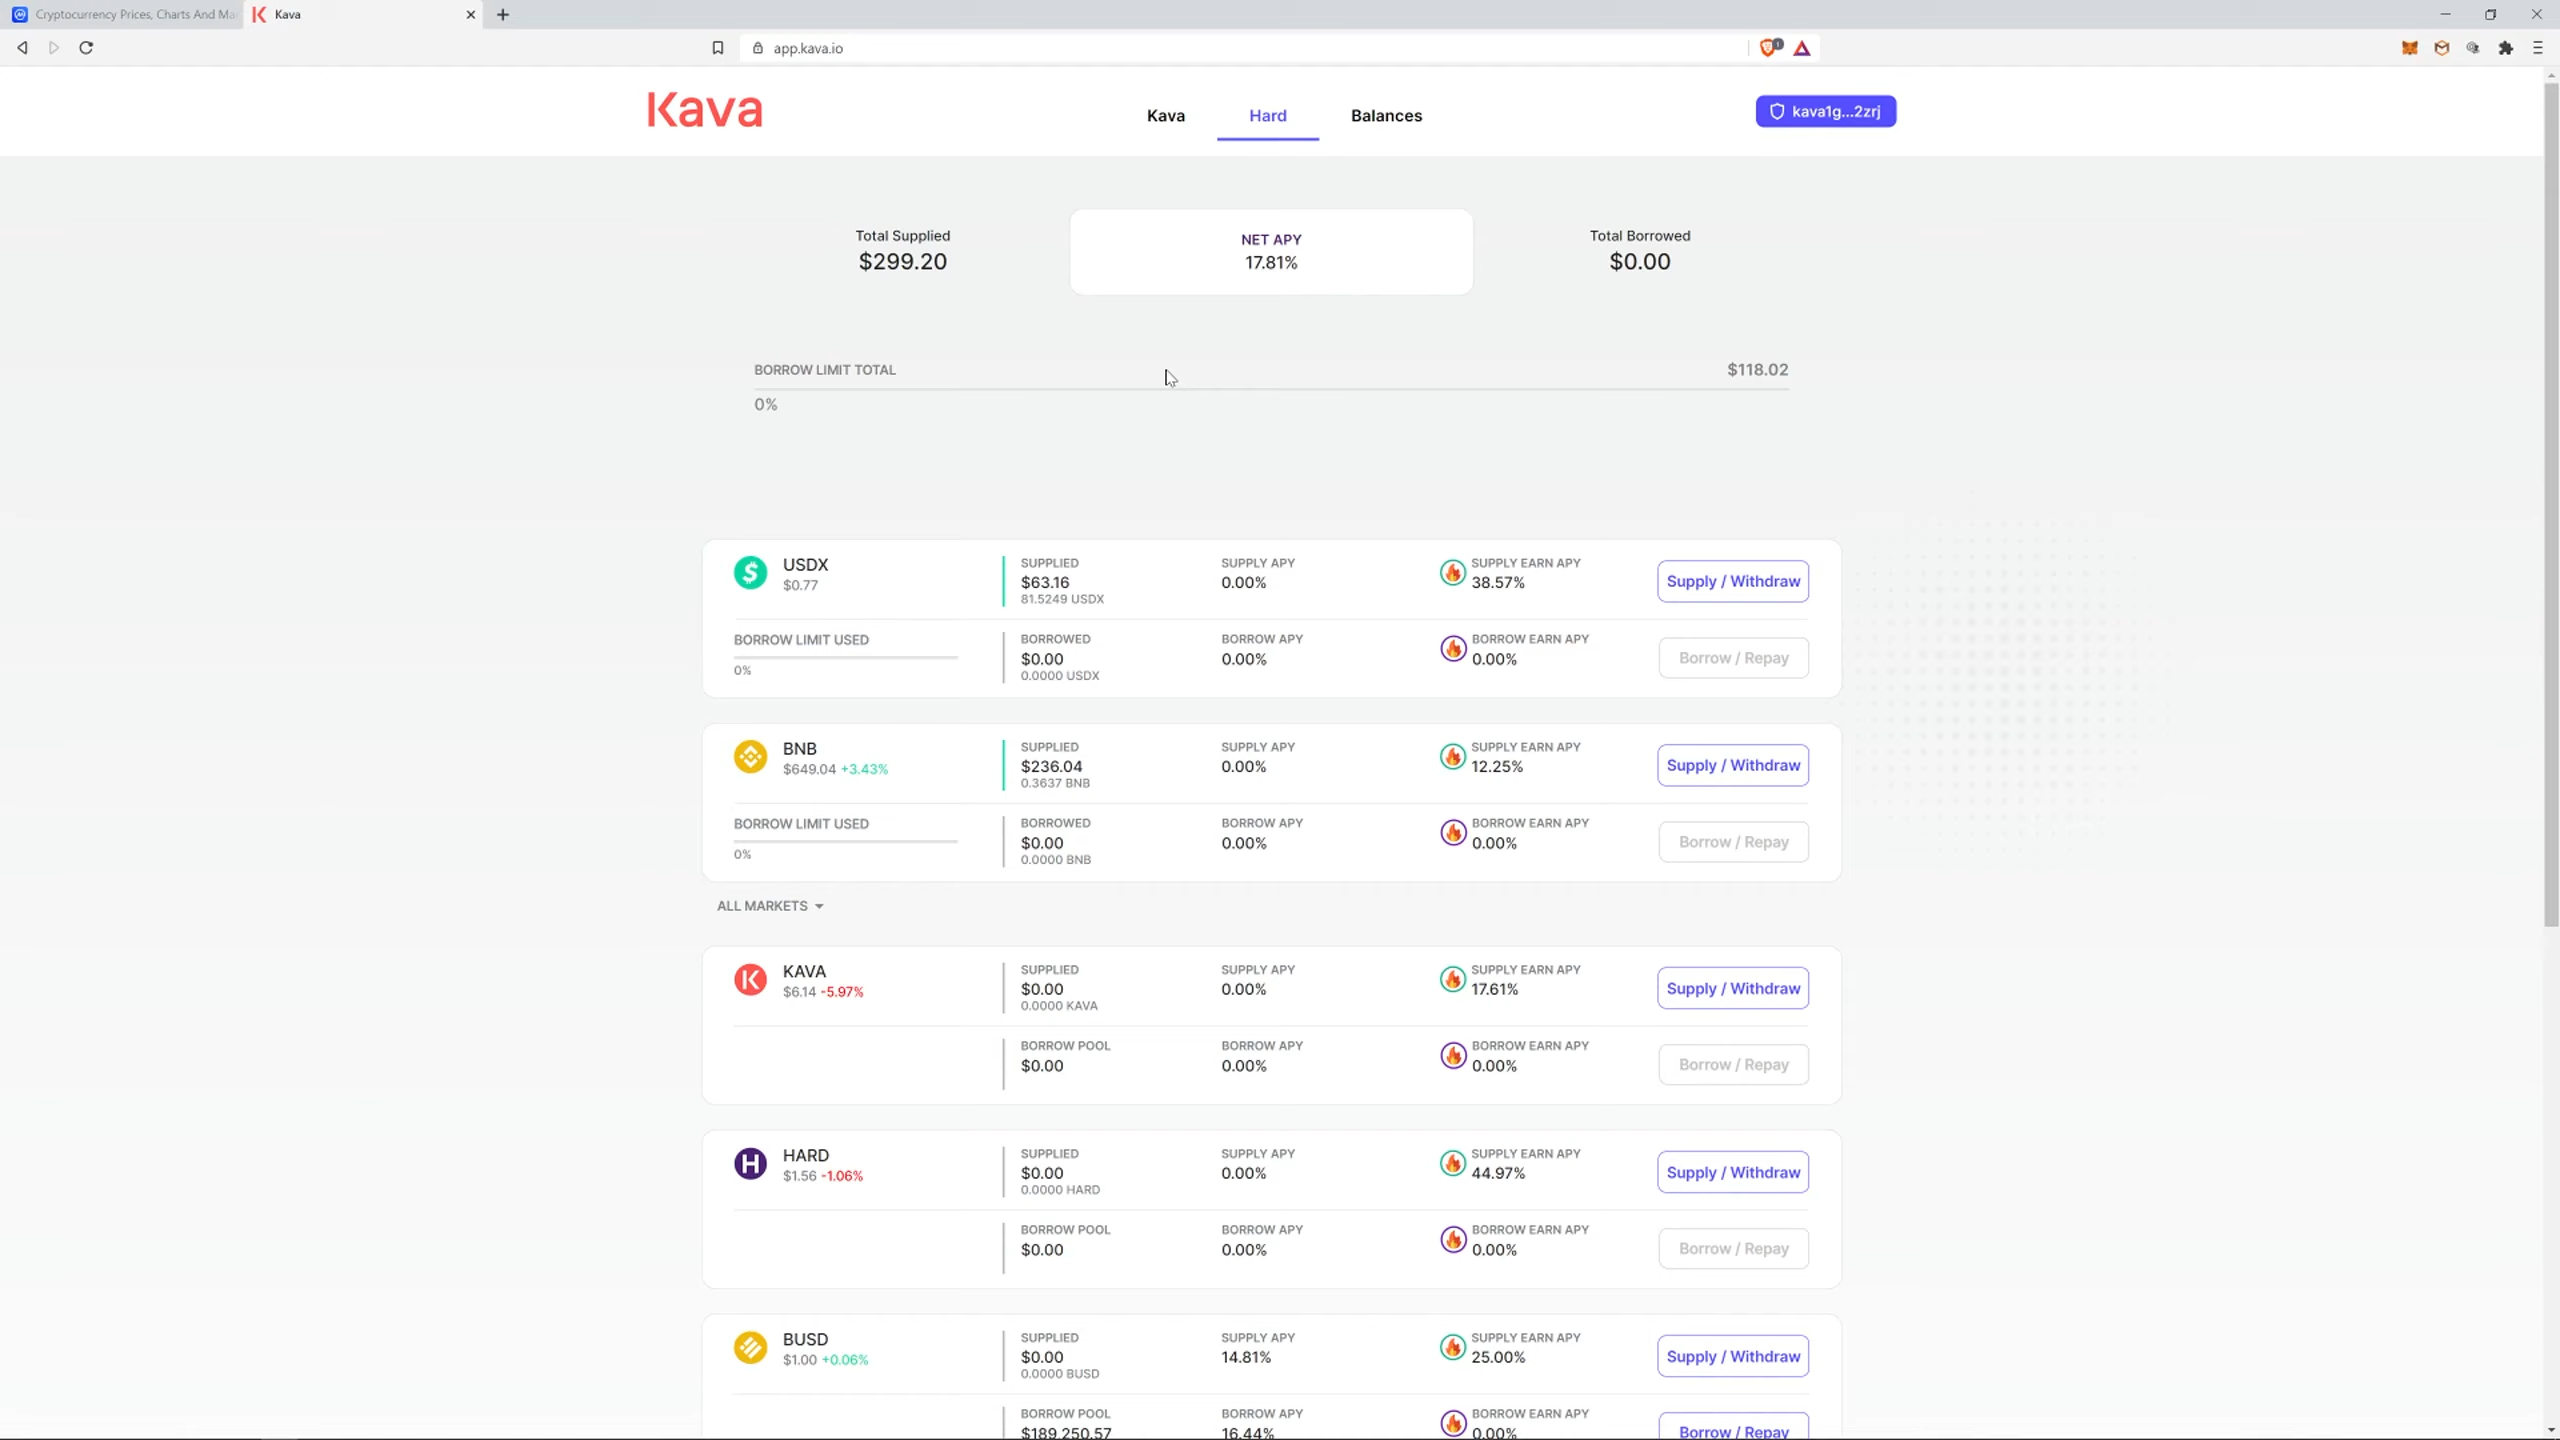 Cryptocurrency Prices, Charts And Ma
Kava
app.kava.io
1
Kava
Kava
Hard
Balances
kava1g...2zrj
Total Supplied
$299.20
NET APY
17.81%
Total Borrowed
$0.00
BORROW LIMIT TOTAL
$118.02
0%
USDX
$0.77
SUPPLIED
$63.16
81.5249 USDX
SUPPLY APY
0.00%
SUPPLY EARN APY
38.57%
Supply / Withdraw
BORROW LIMIT USED
0%
BORROWED
$0.00
0.0000 USDX
BORROW APY
0.00%
BORROW EARN APY
0.00%
Borrow / Repay
BNB
$649.04 +3.43%
SUPPLIED
$236.04
0.3637 BNB
SUPPLY APY
0.00%
SUPPLY EARN APY
12.25%
Supply / Withdraw
BORROW LIMIT USED
0%
BORROWED
$0.00
0.0000 BNB
BORROW APY
0.00%
BORROW EARN APY
0.00%
Borrow / Repay
ALL MARKETS
KAVA
$6.14 -5.97%
SUPPLIED
$0.00
0.0000 KAVA
SUPPLY APY
0.00%
SUPPLY EARN APY
17.61%
Supply / Withdraw
BORROW POOL
$0.00
BORROW APY
0.00%
BORROW EARN APY
0.00%
Borrow / Repay
HARD
$1.56 -1.06%
SUPPLIED
$0.00
0.0000 HARD
SUPPLY APY
0.00%
SUPPLY EARN APY
44.97%
Supply / Withdraw
BORROW POOL
$0.00
BORROW APY
0.00%
BORROW EARN APY
0.00%
Borrow / Repay
BUSD
$1.00 +0.06%
SUPPLIED
$0.00
0.0000 BUSD
SUPPLY APY
14.81%
SUPPLY EARN APY
25.00%
Supply / Withdraw
BORROW POOL
$189,250.57
BORROW APY
16.44%
BORROW EARN APY
0.00%
Borrow / Repay